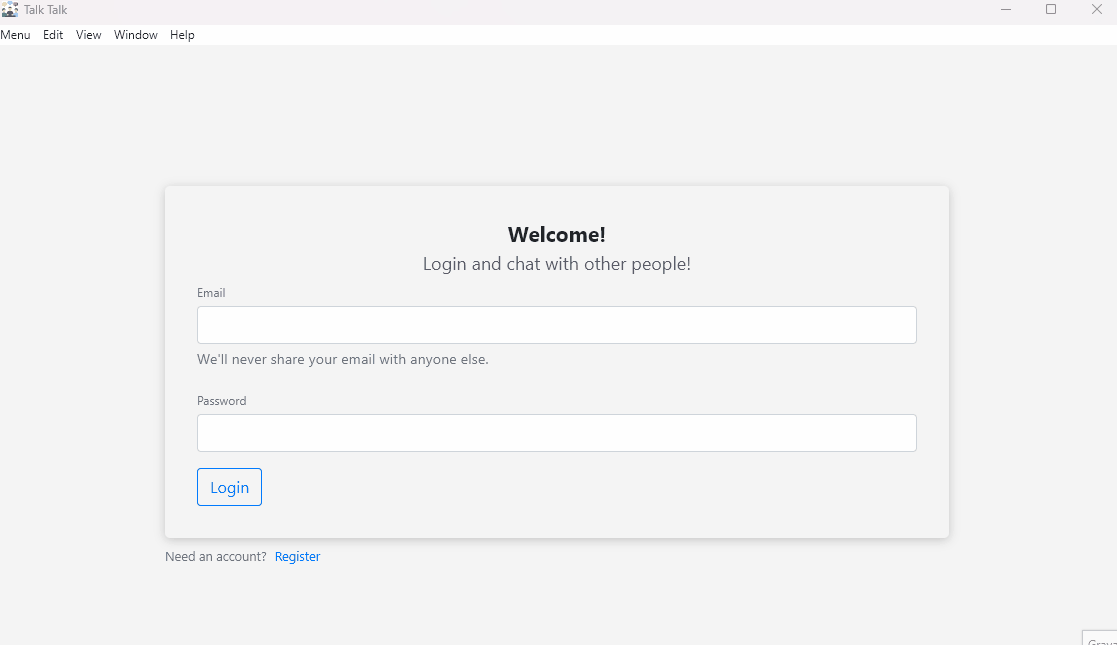 Talk Talk
Menu Edit View Window Help
Welcome!
Login and chat with other people!
Email
We'll never share your email with anyone else.
Password
Login
Need an account? Register